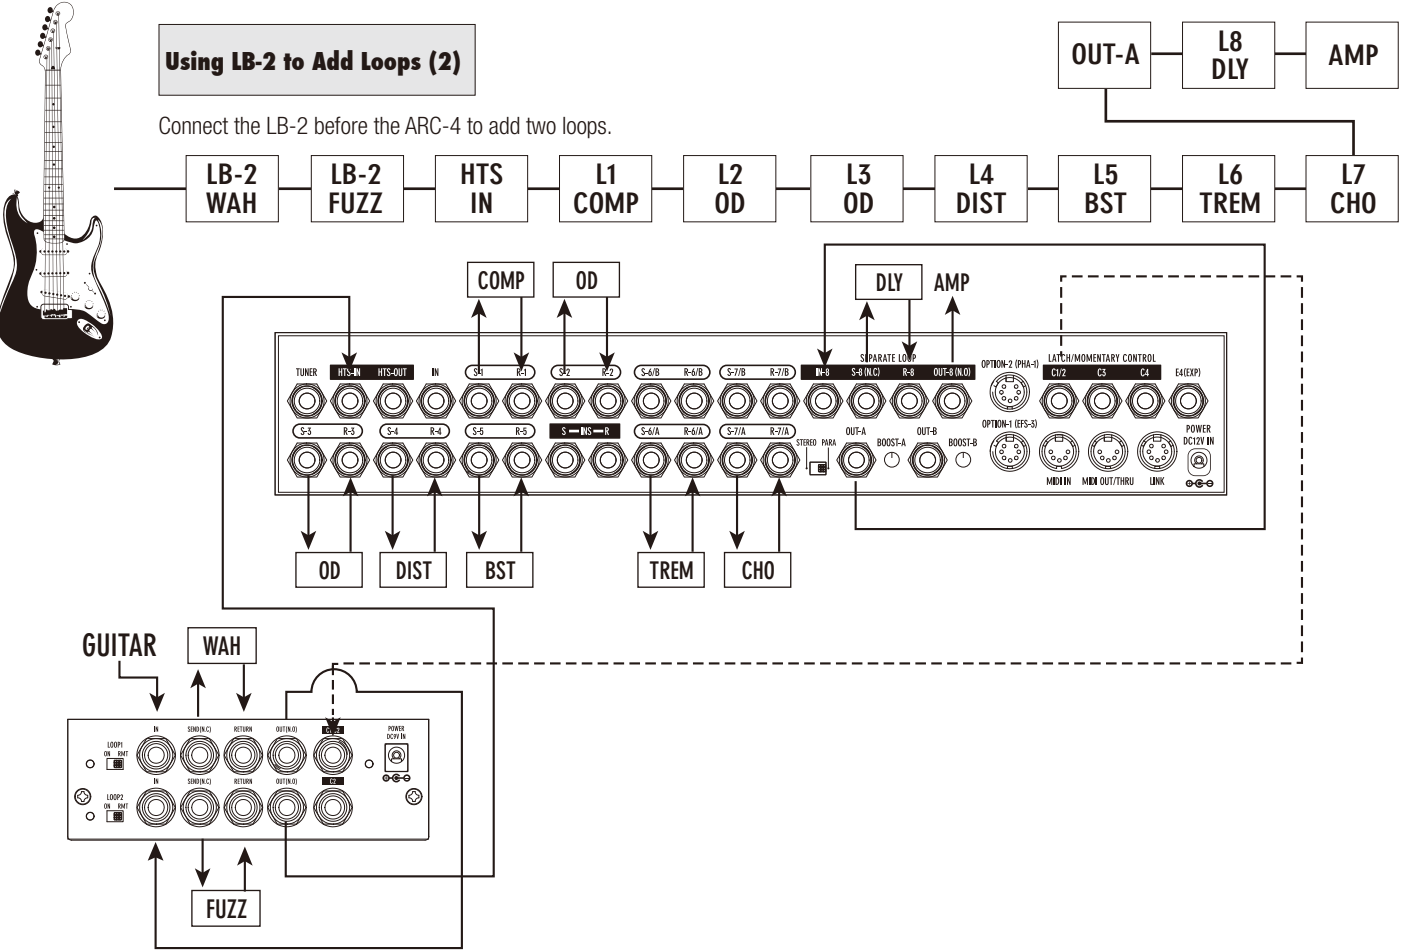 Using LB-2 to Add Loops (2)
Connect the LB-2 before the ARC-4 to add two loops.
OUT-A
L8
DLY
AMP
LB-2
WAH
LB-2
FUZZ
HTS
IN
L1
COMP
L2
OD
L3
OD
L4
DIST
L5
BST
L6
TREM
L7
CHO
COMP
OD
DLY
AMP
SEPARATE LOOP
OPTION-2 (PHA-1)
LATCH/MOMENTARY CONTROL
TUNER
HTS-IN
HTS-OUT
IN
S-1
R-1
S-2
R-2
S-6/B
R-6/B
S-7/B
R-7/B
IN-8
S-8 (N.C)
R-8
OUT-8 (N.O)
C1/2
C3
C4
E4(EXP)
S-3
R-3
S-4
R-4
S-5
R-5
S — INS — R
S-6/A
R-6/A
S-7/A
R-7/A
STEREO PARA
OUT-A
BOOST-A
OUT-B
BOOST-B
OPTION-1 (EFS-3)
POWER
DC12V IN
MIDI IN
MIDI OUT/THRU
LINK
OD
DIST
BST
TREM
CHO
GUITAR
WAH
IN
SEND(N.C)
RETURN
OUT(N.O)
POWER
DC9V IN
LOOP1
ON RMT
IN
SEND(N.C)
RETURN
OUT(N.O)
C2
LOOP2
ON RMT
FUZZ